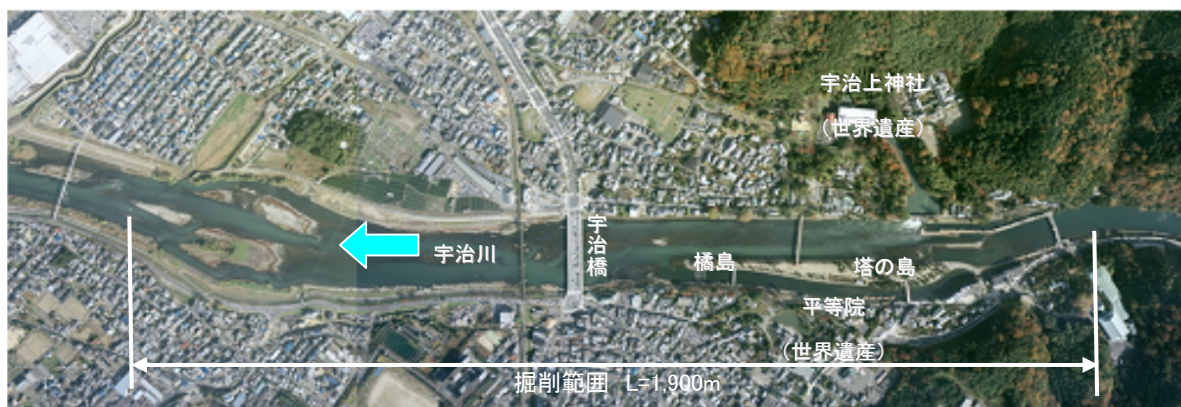 宇治上神社
（世界遺産）
宇治橋
宇治川
橘島
塔の島
平等院
（世界遺産）
掘削範囲 L=1,900m